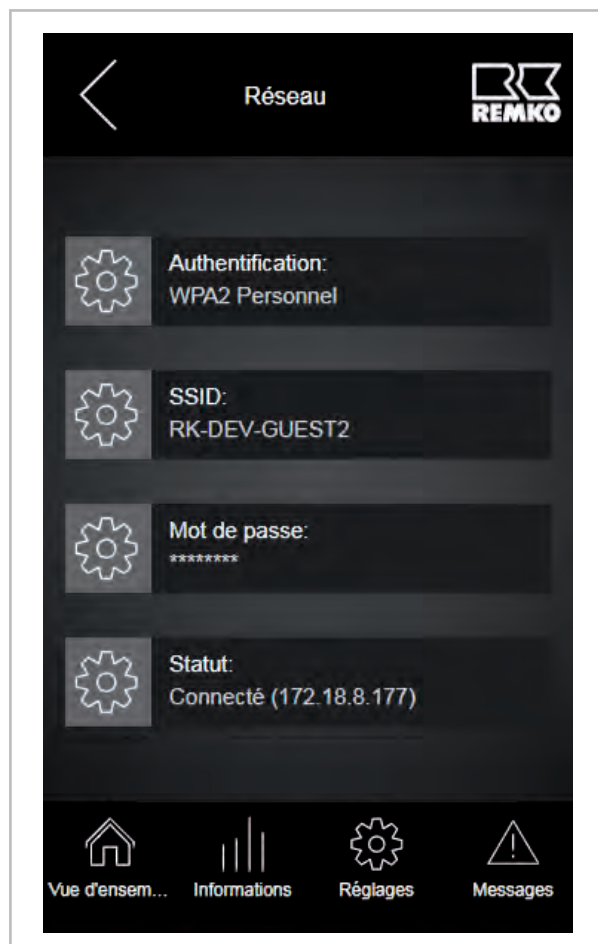 Réseau
REMKO
Authentification:
WPA2 Personnel
SSID:
RK-DEV-GUEST2
Mot de passe:
********
Statut:
Connecté (172.18.8.177)
Vue d'ensem... Informations Réglages Messages